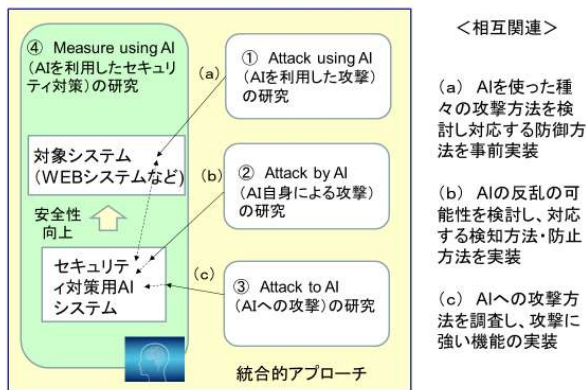 ④ Measure using AI
(AIを利用したセキュリ
ティ対策)の研究
対象システム
(WEBシステムなど)
安全性
向上
セキュリテ
ィ対策用AI
システム
(a)
(b)
(c)
① Attack using AI
(AIを利用した攻撃)
の研究
② Attack by AI
(AI自身による攻撃)
の研究
③ Attack to AI
(AIへの攻撃)の研究
統合的アプローチ
<相互関連>
(a) AIを使った種
々の攻撃方法を検
討し対応する防御方
法を事前実装
(b) AIの反乱の可
能性を検討し、対応
する検知方法・防止
方法を実装
(c) AIへの攻撃方
法を調査し、攻撃に
強い機能の実装